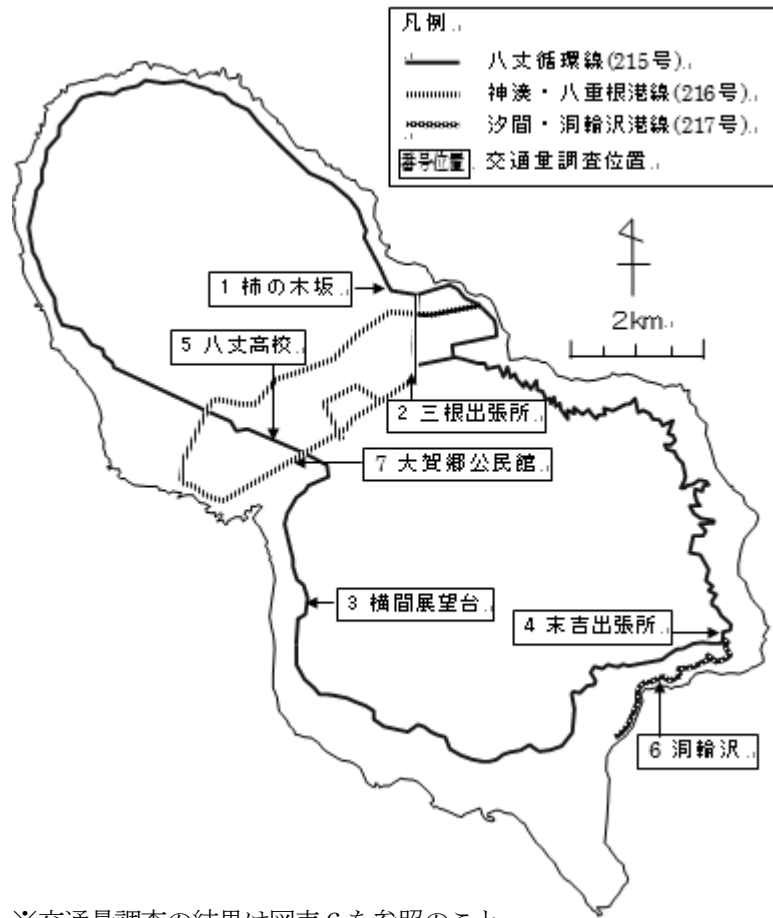 凡例
八丈循環線(215号)
神湊・八重根港線(216号)
汐間・洞輪沢港線(217号)
番号位置 交通量調査位置
1 柿の木坂
4
2km
5 八丈高校
2 三根出張所
7 大賀郷公民館
3 横間展望台
4 末吉出張所
6 洞輪沢
※交通量調査の結果は図表6を参照のこと